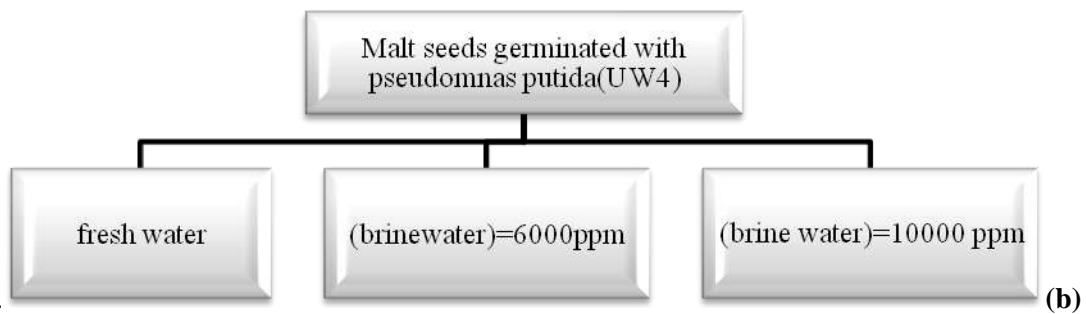 Malt seeds germinated with
pseudomnas putida(UW4)
fresh water
(brinewater)=6000ppm
(brine water)=10000 ppm
(b)